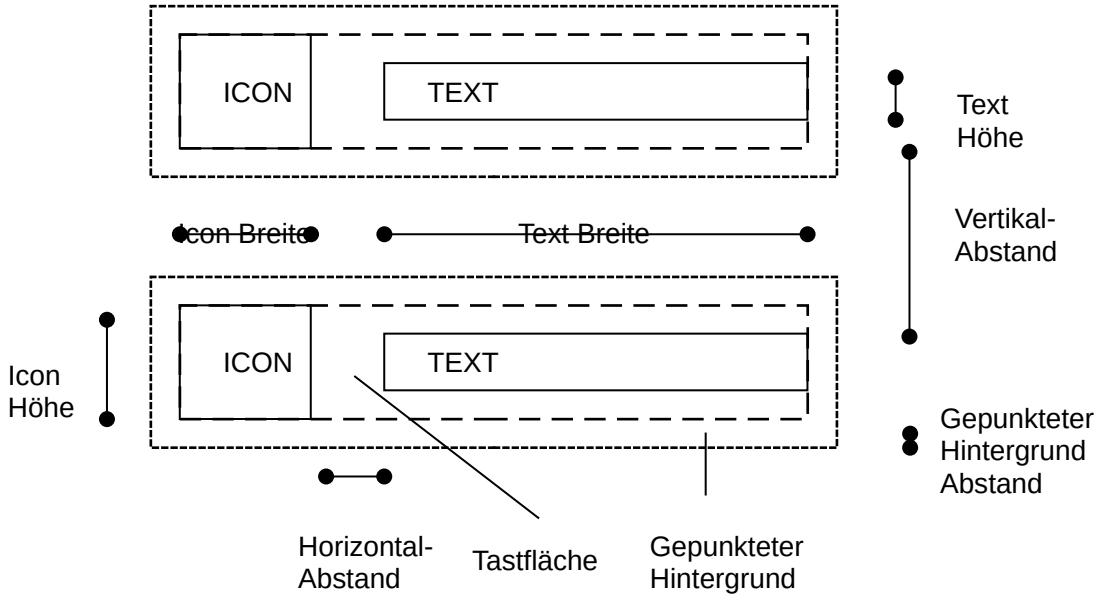 ICON
TEXT
Text
Höhe
Vertikal-
Abstand
Icon Breite
Text Breite
ICON
TEXT
Icon
Höhe
Gepunkteter
Hintergrund
Abstand
Horizontal-
Abstand
Tastfläche
Gepunkteter
Hintergrund